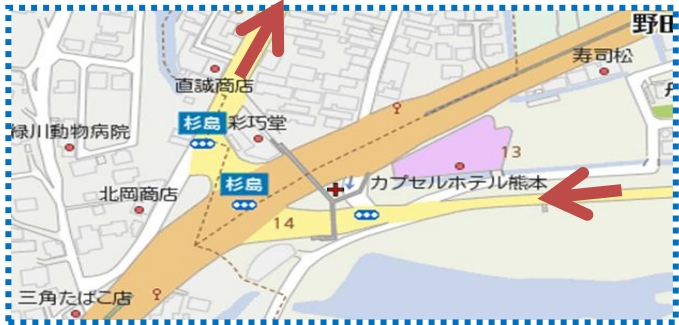 野田
寿司松
直誠商店
杉島
彩巧堂
緑川動物病院
13
杉島
カプセルホテル熊本
北岡商店
14
三角たばこ店